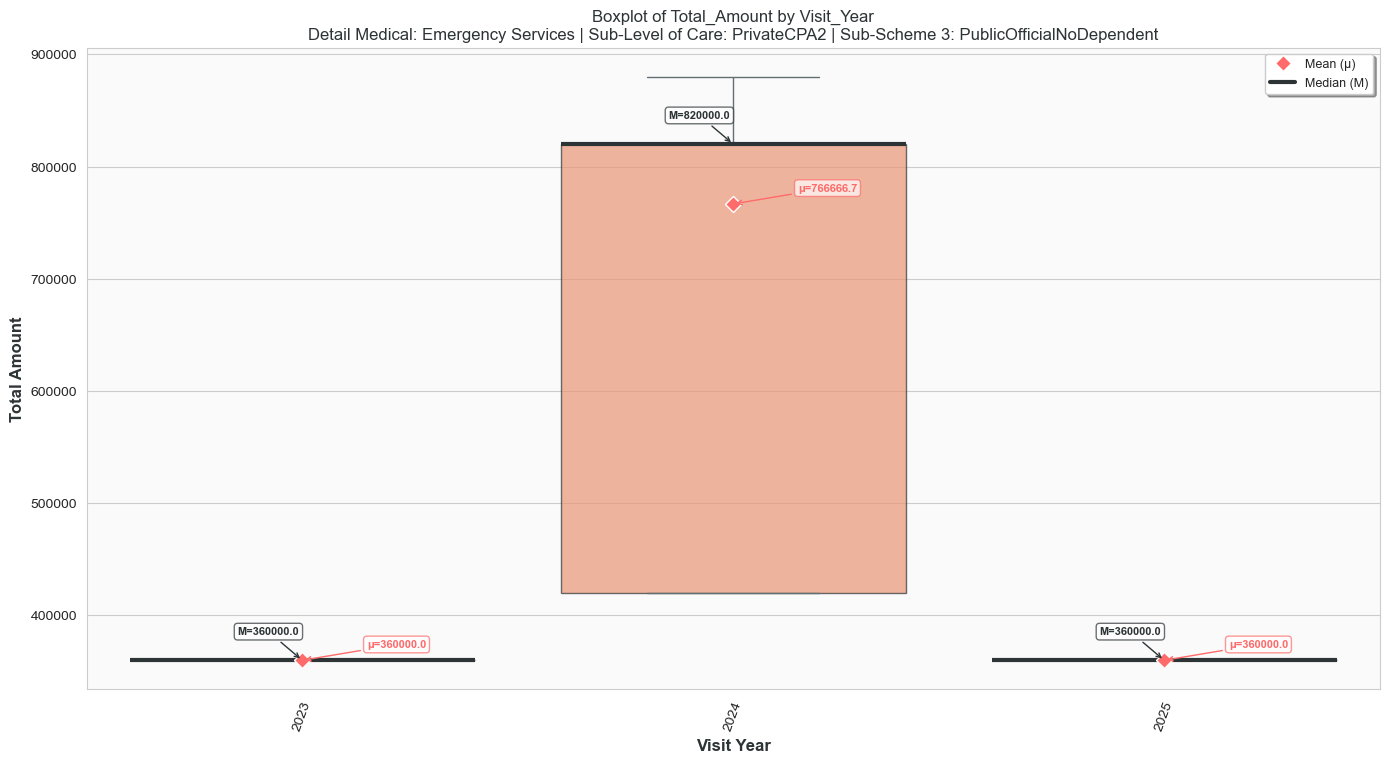 Boxplot of Total_Amount by Visit_Year
Detail Medical: Emergency Services | Sub-Level of Care: PrivateCPA2 | Sub-Scheme 3: PublicOfficialNoDependent
Mean (μ)
Median (M)
Total Amount
900000
800000
700000
600000
500000
400000
M=820000.0
μ=766666.7
M=360000.0
μ=360000.0
M=360000.0
μ=360000.0
2023
2024
2025
Visit Year